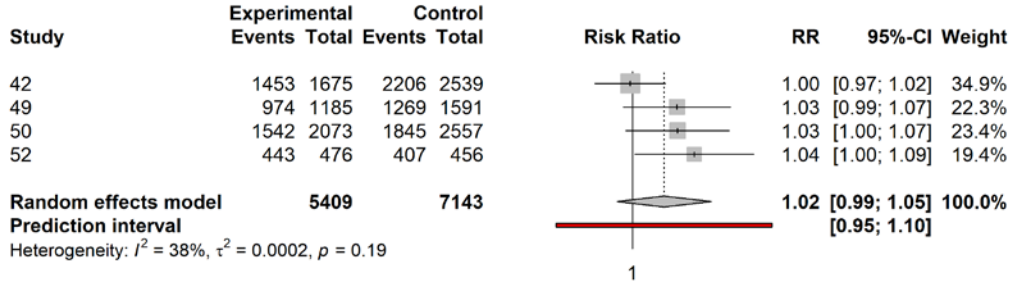 Experimental Control
Study Events Total Events Total Risk Ratio RR 95%-CI Weight
42 1453 1675 2206 2539 1.00 [0.97; 1.02] 34.9%
49 974 1185 1269 1591 1.03 [0.99; 1.07] 22.3%
50 1542 2073 1845 2557 1.03 [1.00; 1.07] 23.4%
52 443 476 407 456 1.04 [1.00; 1.09] 19.4%
Random effects model 5409 7143 1.02 [0.99; 1.05] 100.0%
Prediction interval [0.95; 1.10]
Heterogeneity: I² = 38%, τ² = 0.0002, p = 0.19
1